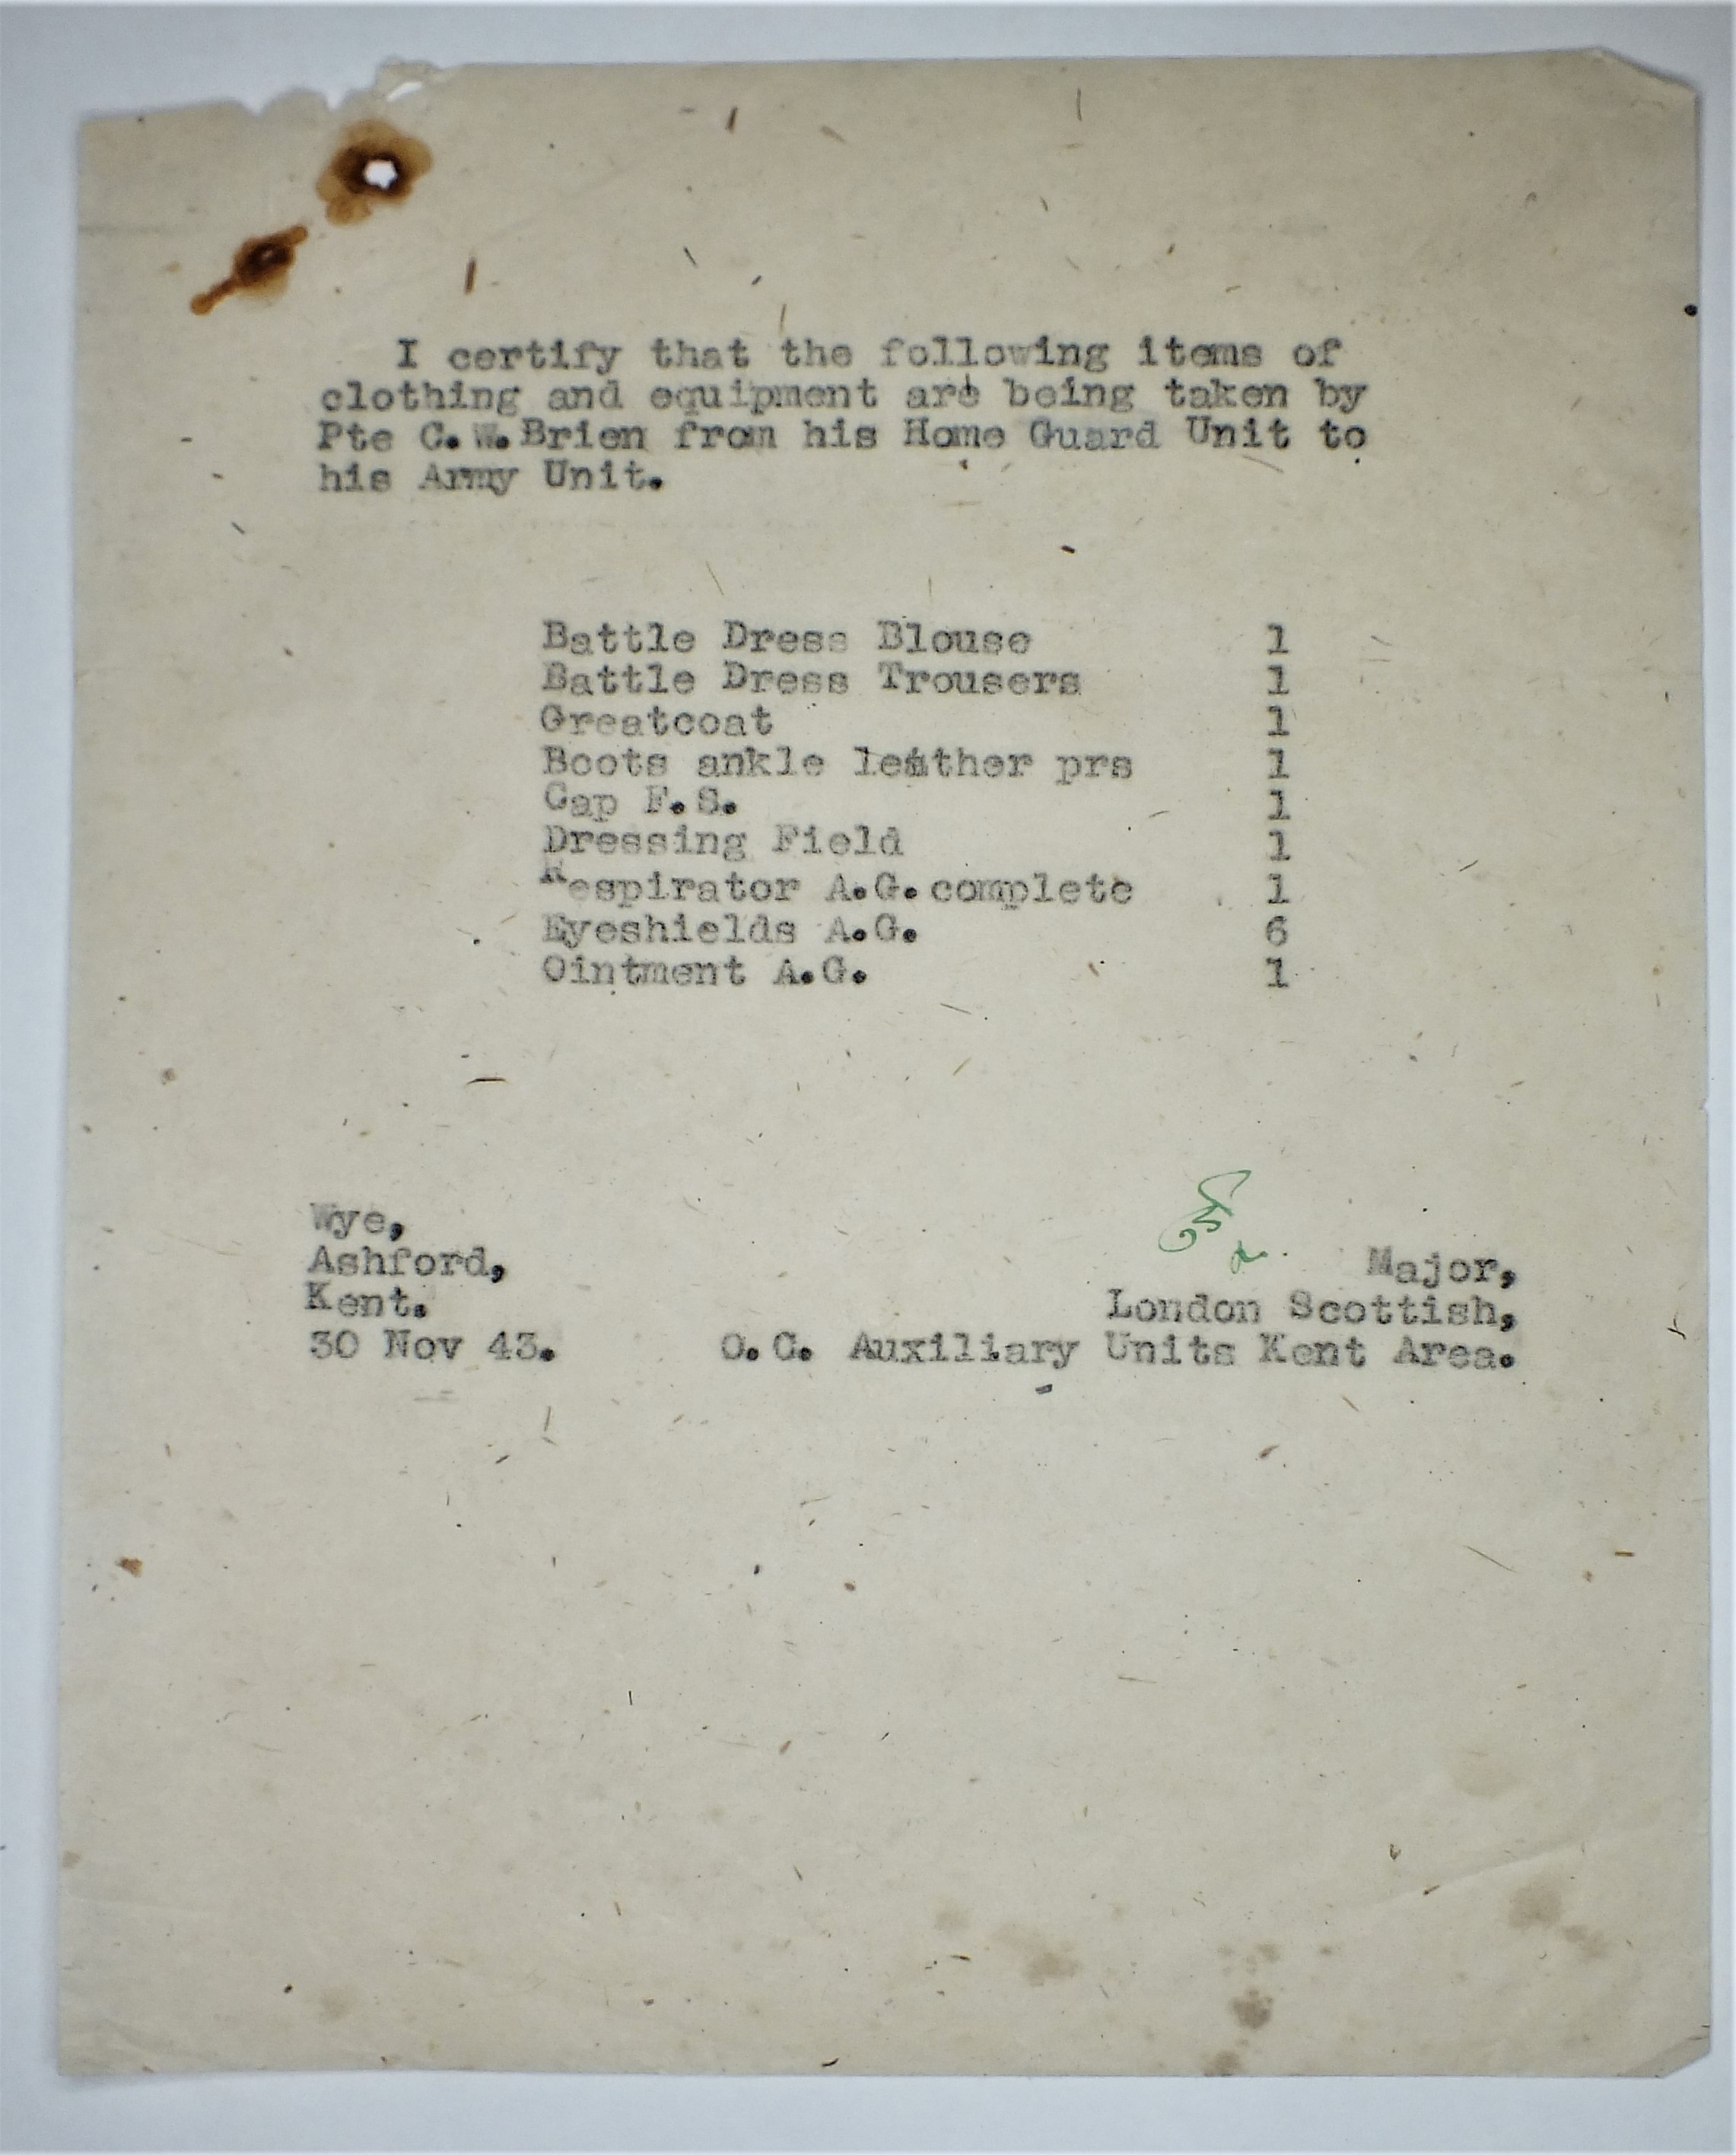 I certify that the following items of
clothing and equipment are being taken by
Pte C.W.Brien from his Home Guard Unit to
his Army Unit.
Battle Dress Blouse 1
Battle Dress Trousers 1
Greatcoat 1
Boots ankle leather prs 1
Cap F.S. 1
Dressing Field 1
Respirator A.G.complete 1
Eyeshields A.G. 6
Ointment A.G. 1
Wye,
Ashford, Major,
Kent. London Scottish,
30 Nov 43. O.C. Auxiliary Units Kent Area.